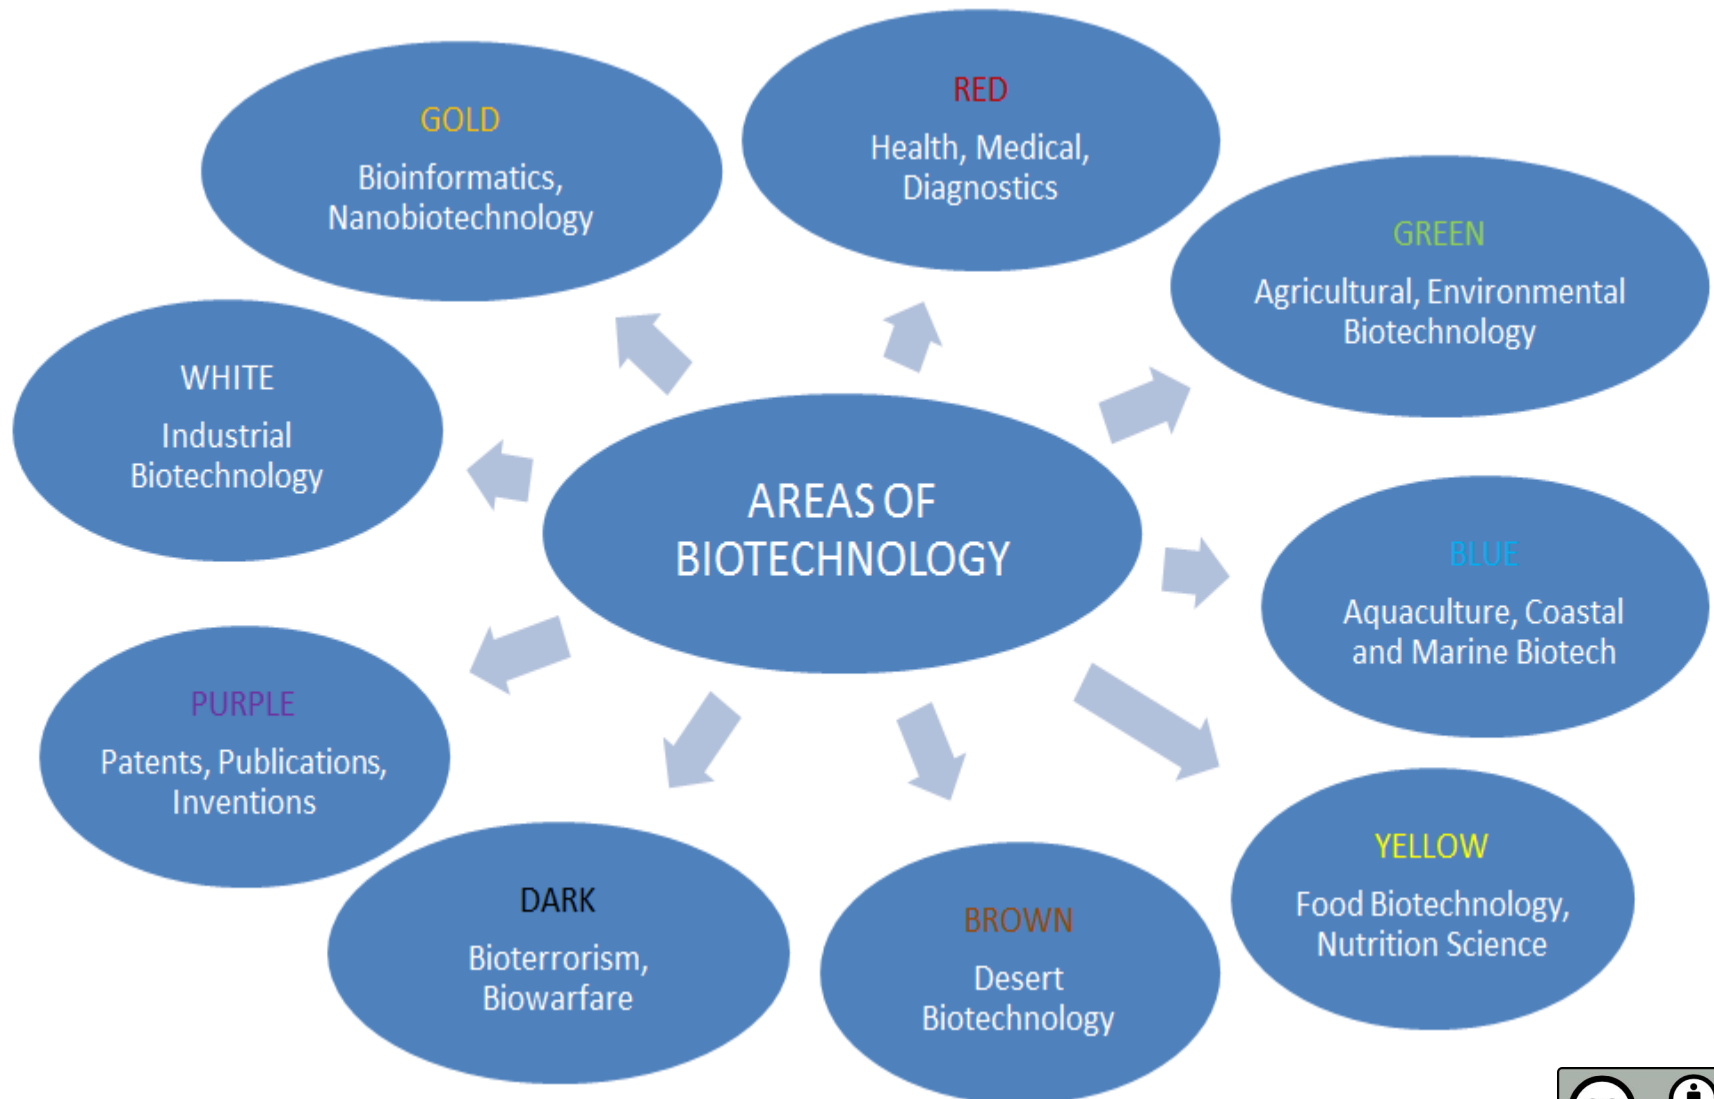 GOLD
Bioinformatics,
Nanobiotechnology
RED
Health, Medical,
Diagnostics
GREEN
Agricultural, Environmental
Biotechnology
WHITE
Industrial
Biotechnology
AREAS OF
BIOTECHNOLOGY
BLUE
Aquaculture, Coastal
and Marine Biotech
PURPLE
Patents, Publications,
Inventions
YELLOW
Food Biotechnology,
Nutrition Science
DARK
Bioterrorism,
Biowarfare
BROWN
Desert
Biotechnology